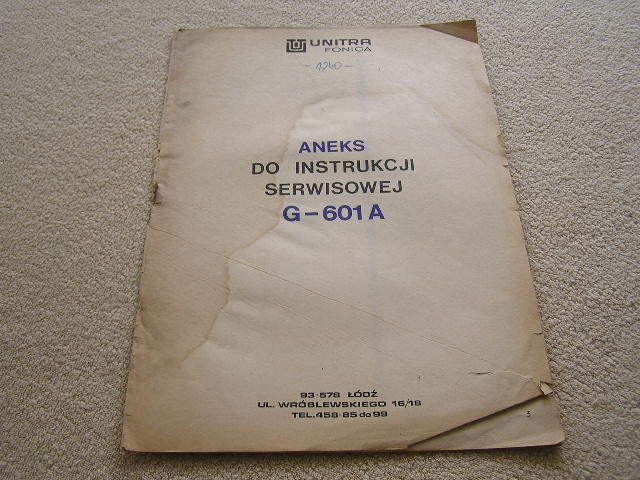 UNITRA
FONICA
-1240-
ANEKS
DO INSTRUKCJI
SERWISOWEJ
G-601A
93-578 ŁÓDŹ
UL. WRÓBLEWSKIEGO 16/18
TEL.458-85 do 99
3